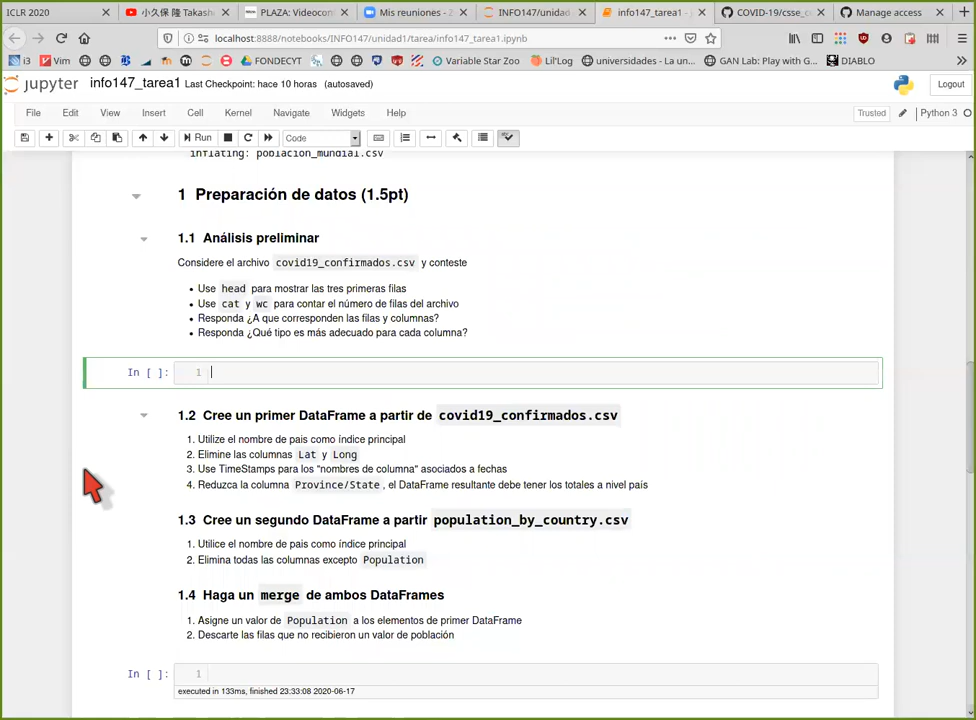 ICLR 2020
小久保 隆 Takash
PLAZA: Videoconf
Mis reuniones - Z
INFO147/unidad
info147_tarea1 - J
COVID-19/csse_c
Manage access
localhost:8888/notebooks/INFO147/unidad1/tarea/info147_tarea1.ipynb
i3
Vim
FONDECYT
Variable Star Zoo
Lil'Log
universidades - La un...
GAN Lab: Play with G...
DIABLO
jupyter info147_tarea1 Last Checkpoint: hace 10 horas (autosaved)
Logout
File Edit View Insert Cell Kernel Navigate Widgets Help
Trusted
Python 3
Run
Code
inflating: poblacion_mundial.csv
1 Preparación de datos (1.5pt)
1.1 Análisis preliminar
Considere el archivo covid19_confirmados.csv y conteste
• Use head para mostrar las tres primeras filas
• Use cat y wc para contar el número de filas del archivo
• Responda ¿A que corresponden las filas y columnas?
• Responda ¿Qué tipo es más adecuado para cada columna?
In [ ]: 1
1.2 Cree un primer DataFrame a partir de covid19_confirmados.csv
1. Utilize el nombre de pais como índice principal
2. Elimine las columnas Lat y Long
3. Use TimeStamps para los "nombres de columna" asociados a fechas
4. Reduzca la columna Province/State, el DataFrame resultante debe tener los totales a nivel país
1.3 Cree un segundo DataFrame a partir population_by_country.csv
1. Utilice el nombre de pais como índice principal
2. Elimina todas las columnas excepto Population
1.4 Haga un merge de ambos DataFrames
1. Asigne un valor de Population a los elementos de primer DataFrame
2. Descarte las filas que no recibieron un valor de población
In [ ]: 1
executed in 133ms, finished 23:33:08 2020-06-17